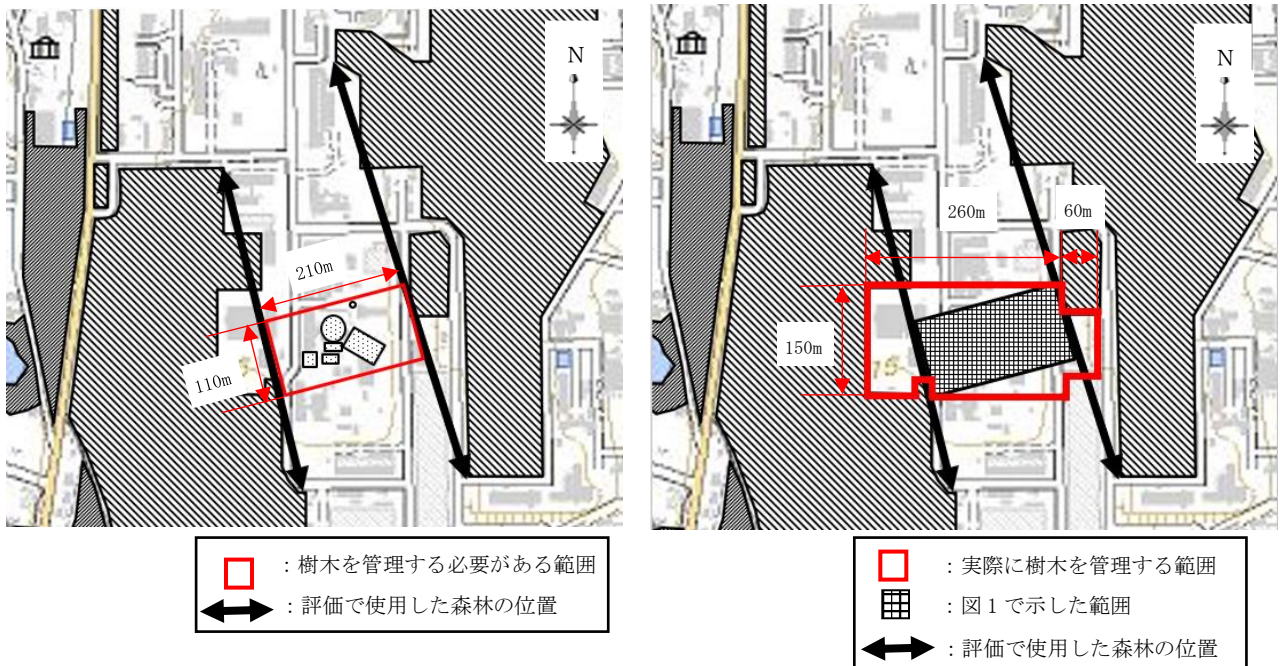 N
210m
110m
: 樹木を管理する必要がある範囲
: 評価で使用した森林の位置
N
260m
60m
150m
: 実際に樹木を管理する範囲
: 図1で示した範囲
: 評価で使用した森林の位置